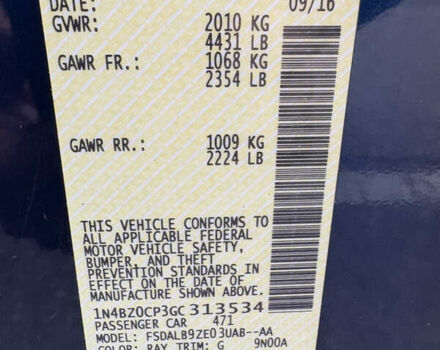 DATE: 09/16
GVWR: 2010 KG
4431 LB
GAWR FR.: 1068 KG
2354 LB
GAWR RR.: 1009 KG
2224 LB
THIS VEHICLE CONFORMS TO
ALL APPLICABLE FEDERAL
MOTOR VEHICLE SAFETY,
BUMPER, AND THEFT
PREVENTION STANDARDS IN
EFFECT ON THE DATE OF
MANUFACTURE SHOWN ABOVE.
1N4BZ0CP3GC313534
PASSENGER CAR 471
MODEL: FSDALB9ZE03UAB--AA
COLOR: RAY TRIM: G 9N00A